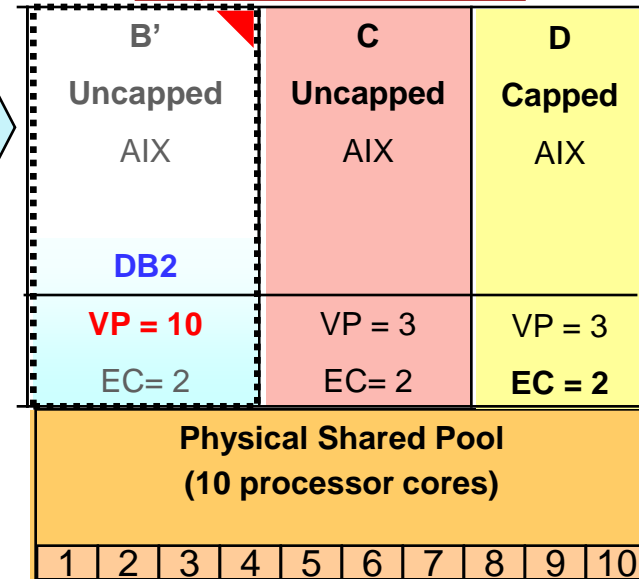 B’
Uncapped
AIX
DB2
VP = 10
EC= 2
C
Uncapped
AIX
VP = 3
EC= 2
D
Capped
AIX
VP = 3
EC = 2
Physical Shared Pool
(10 processor cores)
1 2 3 4 5 6 7 8 9 10